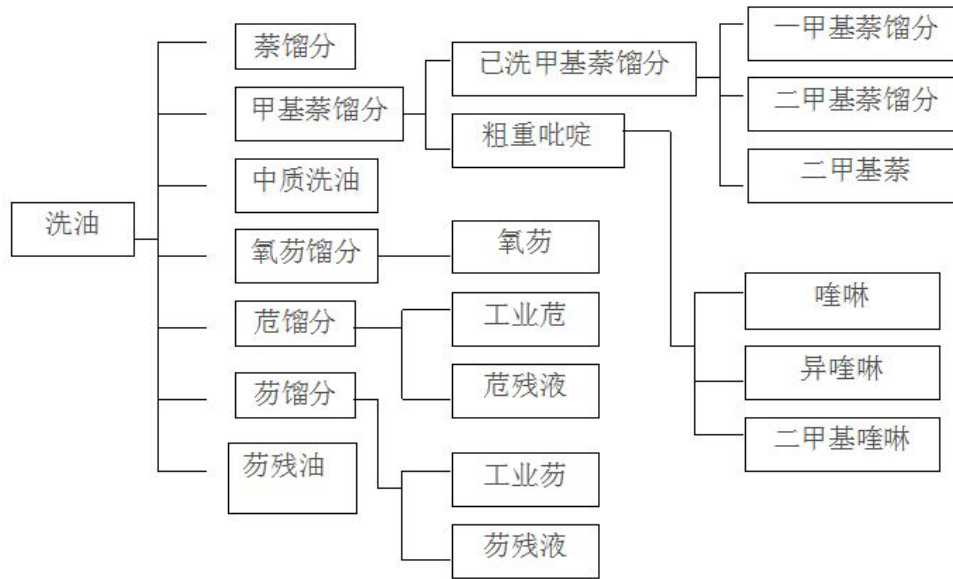 洗油
萘馏分
甲基萘馏分
中质洗油
氧芴馏分
苊馏分
芴馏分
芴残油
已洗甲基萘馏分
粗重吡啶
氧芴
工业苊
苊残液
工业芴
芴残液
一甲基萘馏分
二甲基萘馏分
二甲基萘
喹啉
异喹啉
二甲基喹啉